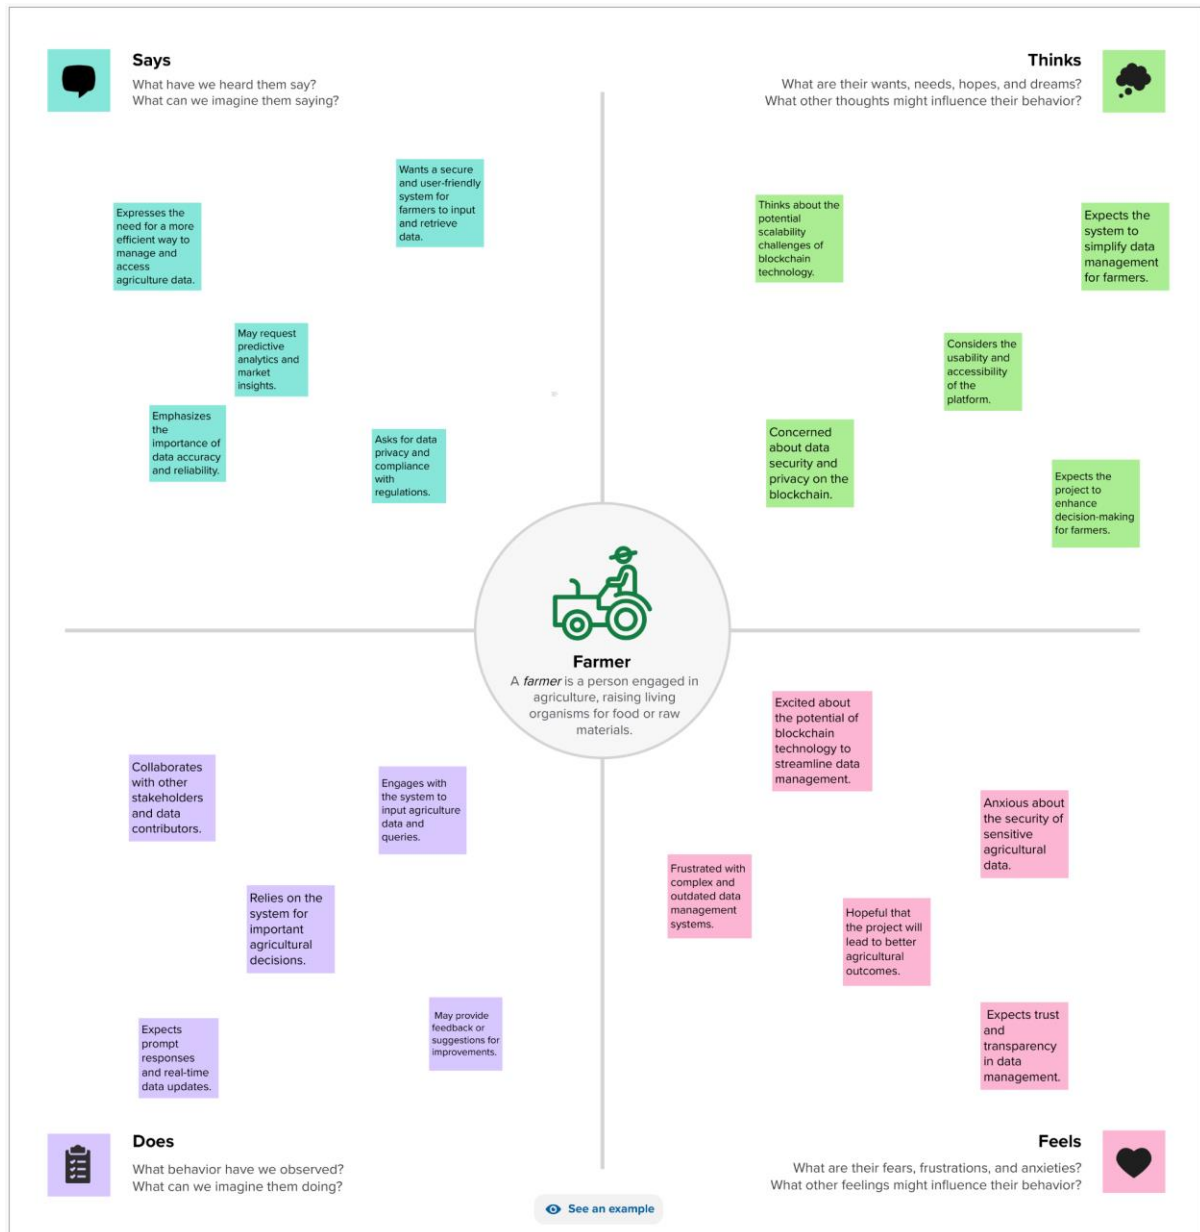 Says
What have we heard them say?
What can we imagine them saying?
Thinks
What are their wants, needs, hopes, and dreams?
What other thoughts might influence their behavior?
Wants a secure
and user-friendly
system for
farmers to input
and retrieve
data.
Expresses the
need for a more
efficient way to
manage and
access
agriculture data.
May request
predictive
analytics and
market
insights.
Emphasizes
the
importance of
data accuracy
and reliability.
Asks for data
privacy and
compliance
with
regulations.
Thinks about the
potential
scalability
challenges of
blockchain
technology.
Expects the
system to
simplify data
management
for farmers.
Considers the
usability and
accessibility
of the
platform.
Concerned
about data
security and
privacy on the
blockchain.
Expects the
project to
enhance
decision-making
for farmers.
Farmer
A farmer is a person engaged in
agriculture, raising living
organisms for food or raw
materials.
Collaborates
with other
stakeholders
and data
contributors.
Engages with
the system to
input agriculture
data and
queries.
Relies on the
system for
important
agricultural
decisions.
Expects
prompt
responses
and real-time
data updates.
May provide
feedback or
suggestions for
improvements.
Excited about
the potential of
blockchain
technology to
streamline data
management.
Anxious about
the security of
sensitive
agricultural
data.
Frustrated with
complex and
outdated data
management
systems.
Hopeful that
the project will
lead to better
agricultural
outcomes.
Expects trust
and
transparency
in data
management.
Does
What behavior have we observed?
What can we imagine them doing?
Feels
What are their fears, frustrations, and anxieties?
What other feelings might influence their behavior?
See an example